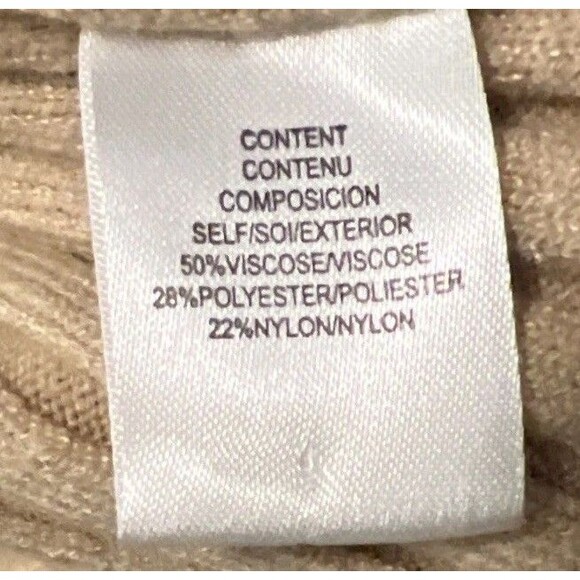 CONTENT
CONTENU
COMPOSICION
SELF/SOI/EXTERIOR
50%VISCOSE/VISCOSE
28%POLYESTER/POLIESTER
22%NYLON/NYLON